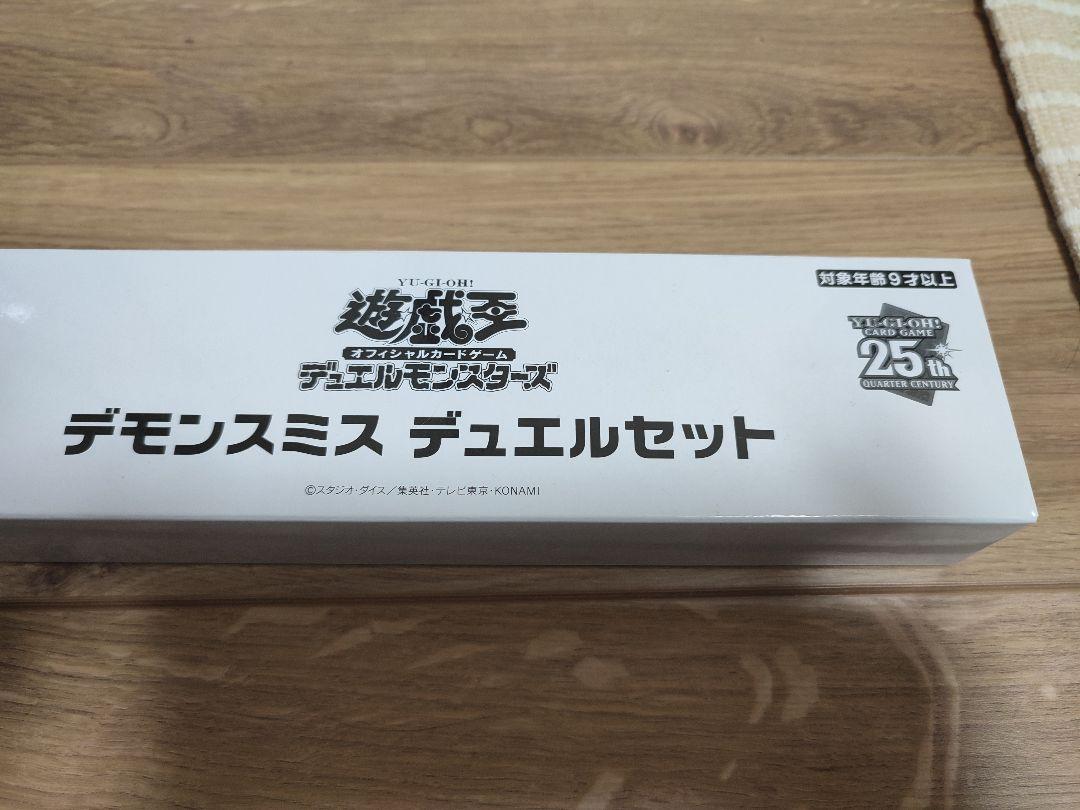 YU-GI-OH!
遊戯王
オフィシャルカードゲーム
デュエルモンスターズ
対象年齢9才以上
YU-GI-OH!
CARD GAME
25th
QUARTER CENTURY
デモンスミス デュエルセット
©スタジオ・ダイス/集英社・テレビ東京・KONAMI